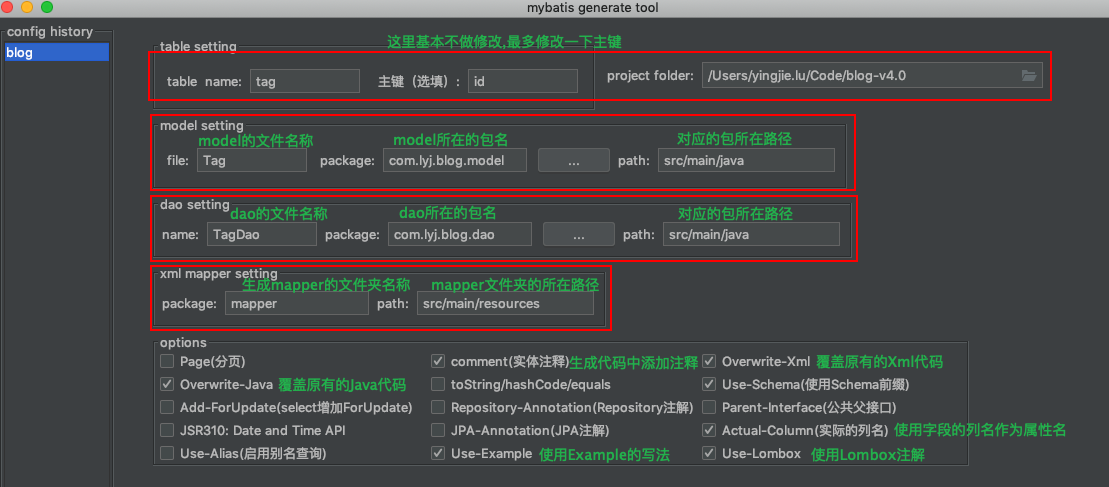 mybatis generate tool
config history
blog
table setting
这里基本不做修改,最多修改一下主键
table name: tag 主键（选填）: id project folder: /Users/yingjie.lu/Code/blog-v4.0
model setting
model的文件名称 model所在的包名 对应的包所在路径
file: Tag package: com.lyj.blog.model ... path: src/main/java
dao setting
dao的文件名称 dao所在的包名 对应的包所在路径
name: TagDao package: com.lyj.blog.dao ... path: src/main/java
xml mapper setting
生成mapper的文件夹名称 mapper文件夹的所在路径
package: mapper path: src/main/resources
options
Page(分页) comment(实体注释) 生成代码中添加注释 Overwrite-Xml 覆盖原有的Xml代码
Overwrite-Java 覆盖原有的Java代码 toString/hashCode/equals Use-Schema(使用Schema前缀)
Add-ForUpdate(select增加ForUpdate) Repository-Annotation(Repository注解) Parent-Interface(公共父接口)
JSR310: Date and Time API JPA-Annotation(JPA注解) Actual-Column(实际的列名) 使用字段的列名作为属性名
Use-Alias(启用别名查询) Use-Example 使用Example的写法 Use-Lombox 使用Lombox注解